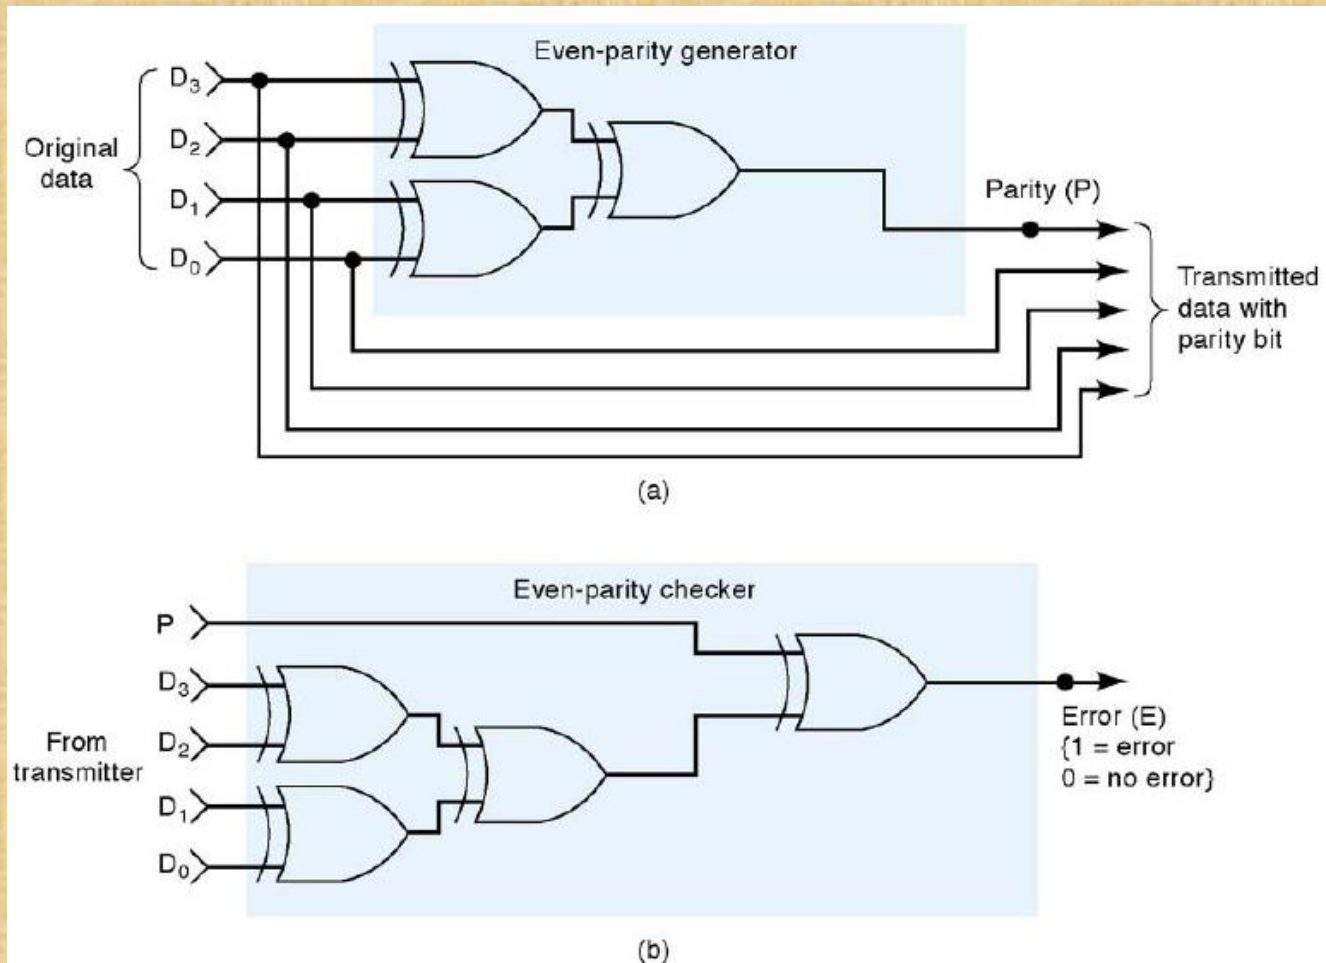 Even-parity generator
D3
D2
D1
D0
Original
data
Parity (P)
Transmitted
data with
parity bit
(a)
Even-parity checker
P
D3
D2
D1
D0
From
transmitter
Error (E)
{1 = error
0 = no error}
(b)